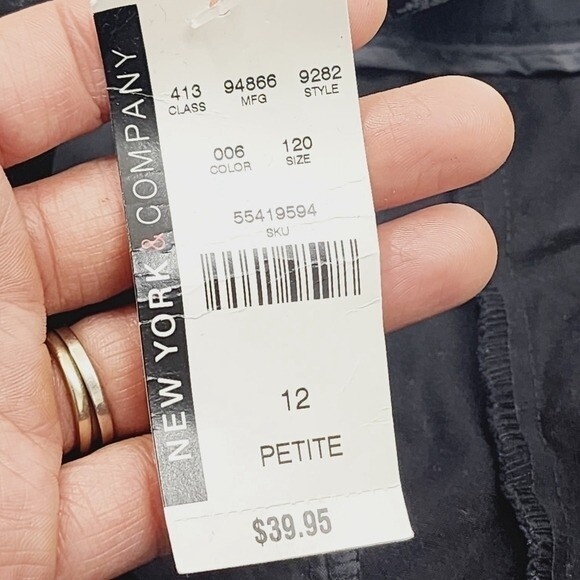 NEW YORK & COMPANY
413 94866 9282
CLASS MFG STYLE
006 120
COLOR SIZE
55419594
SKU
12
PETITE
$39.95